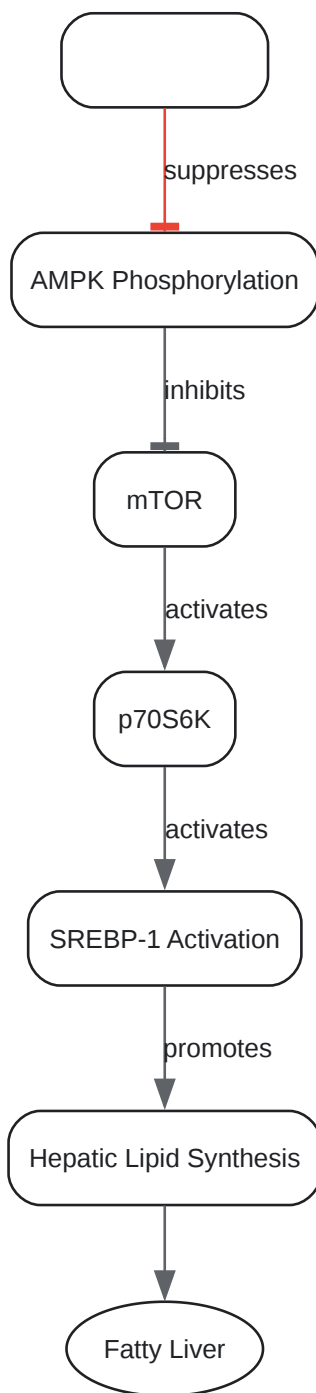 suppresses
AMPK Phosphorylation
inhibits
mTOR
activates
p70S6K
activates
SREBP-1 Activation
promotes
Hepatic Lipid Synthesis
Fatty Liver